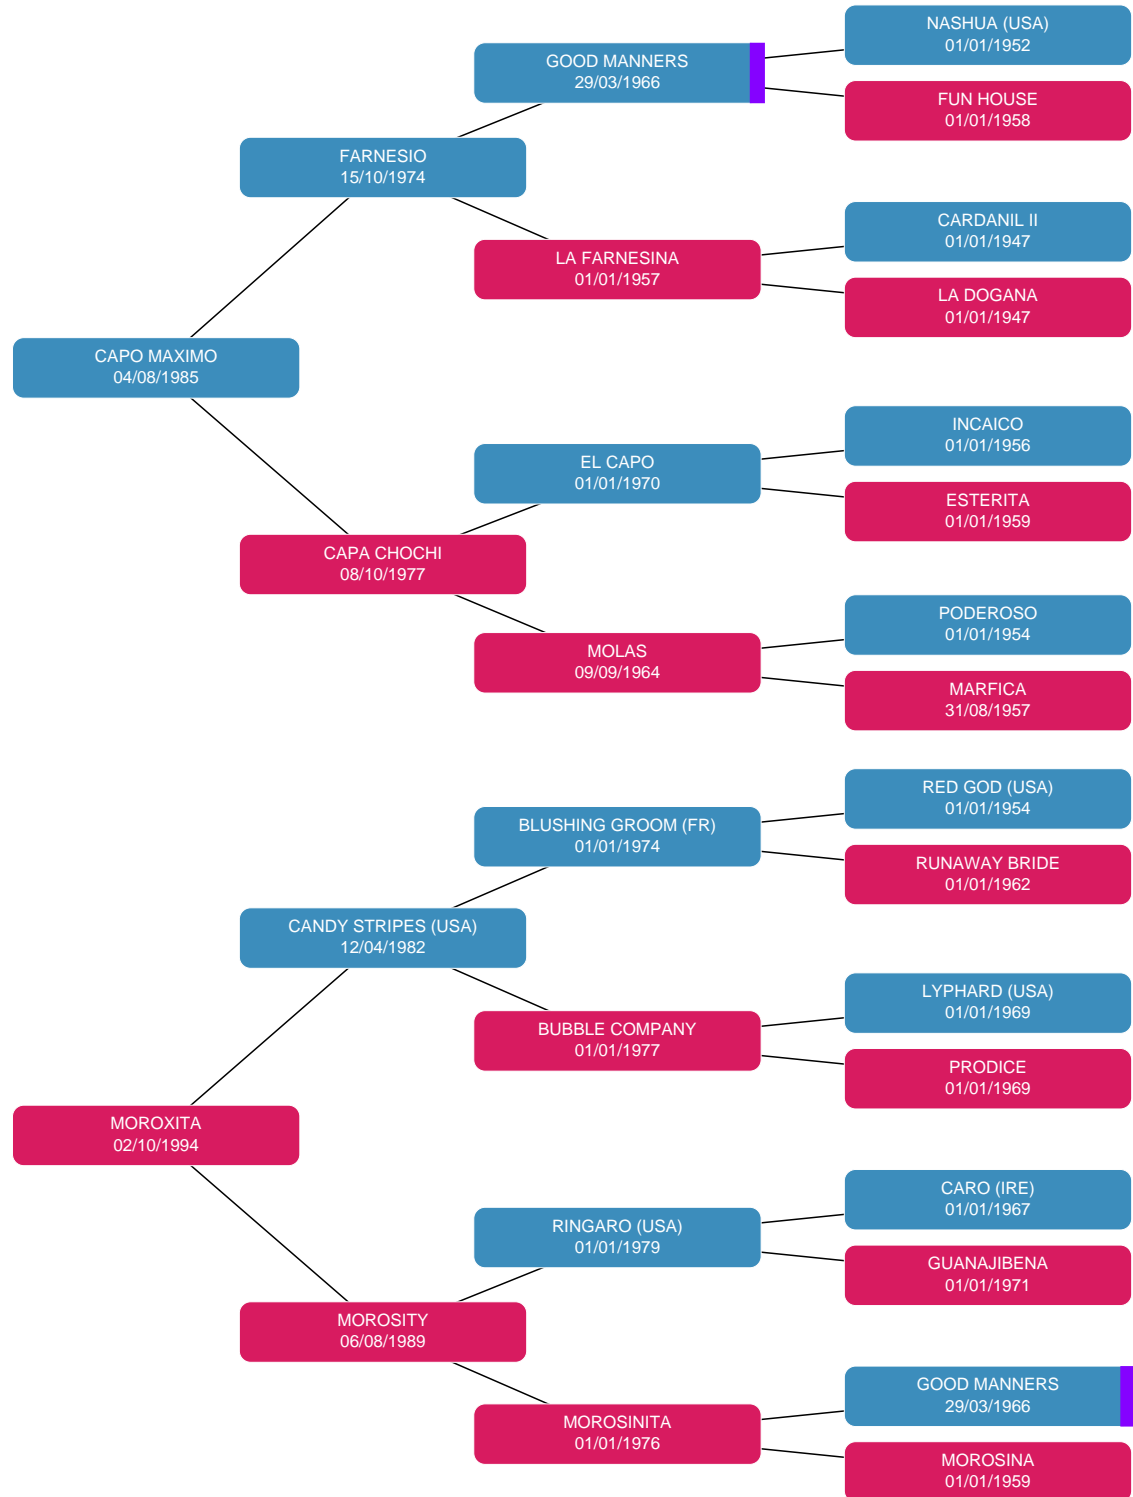 NASHUA (USA)
01/01/1952
GOOD MANNERS
29/03/1966
FUN HOUSE
01/01/1958
FARNESIO
15/10/1974
CARDANIL II
01/01/1947
LA FARNESINA
01/01/1957
LA DOGANA
01/01/1947
CAPO MAXIMO
04/08/1985
INCAICO
01/01/1956
EL CAPO
01/01/1970
ESTERITA
01/01/1959
CAPA CHOCHI
08/10/1977
PODEROSO
01/01/1954
MOLAS
09/09/1964
MARFICA
31/08/1957
RED GOD (USA)
01/01/1954
BLUSHING GROOM (FR)
01/01/1974
RUNAWAY BRIDE
01/01/1962
CANDY STRIPES (USA)
12/04/1982
LYPHARD (USA)
01/01/1969
BUBBLE COMPANY
01/01/1977
PRODICE
01/01/1969
MOROXITA
02/10/1994
CARO (IRE)
01/01/1967
RINGARO (USA)
01/01/1979
GUANAJIBENA
01/01/1971
MOROSITY
06/08/1989
GOOD MANNERS
29/03/1966
MOROSINITA
01/01/1976
MOROSINA
01/01/1959